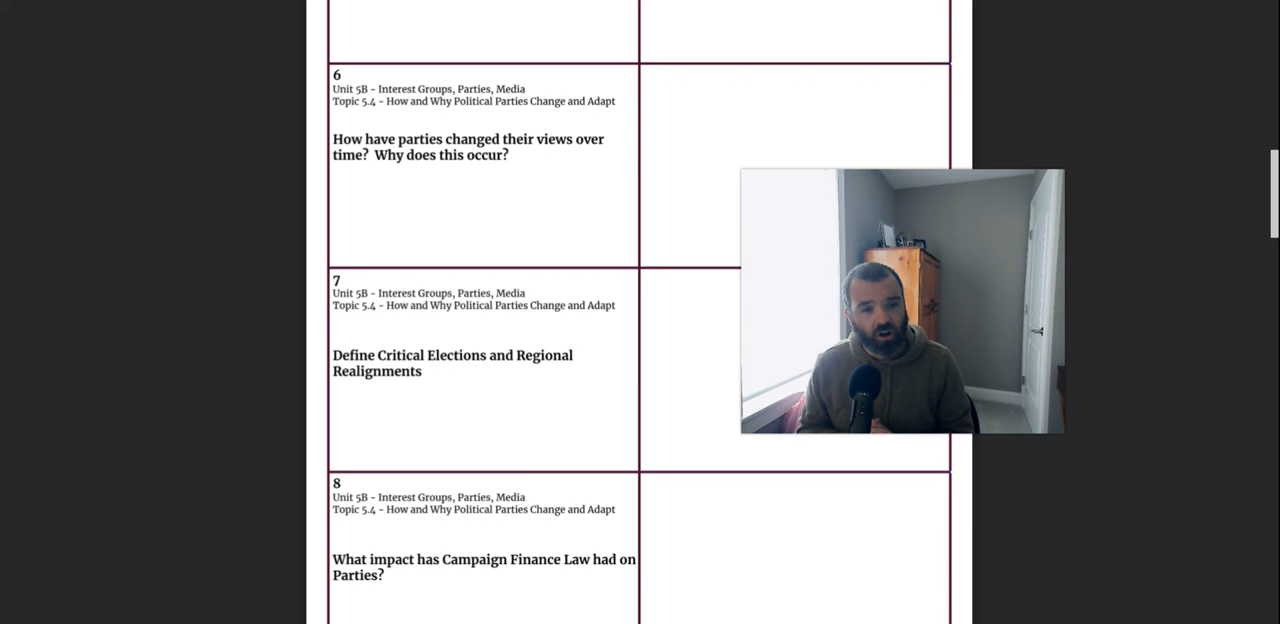 6
Unit 5B - Interest Groups, Parties, Media
Topic 5.4 - How and Why Political Parties Change and Adapt
How have parties changed their views over
time?  Why does this occur?
7
Unit 5B - Interest Groups, Parties, Media
Topic 5.4 - How and Why Political Parties Change and Adapt
Define Critical Elections and Regional
Realignments
8
Unit 5B - Interest Groups, Parties, Media
Topic 5.4 - How and Why Political Parties Change and Adapt
What impact has Campaign Finance Law had on
Parties?